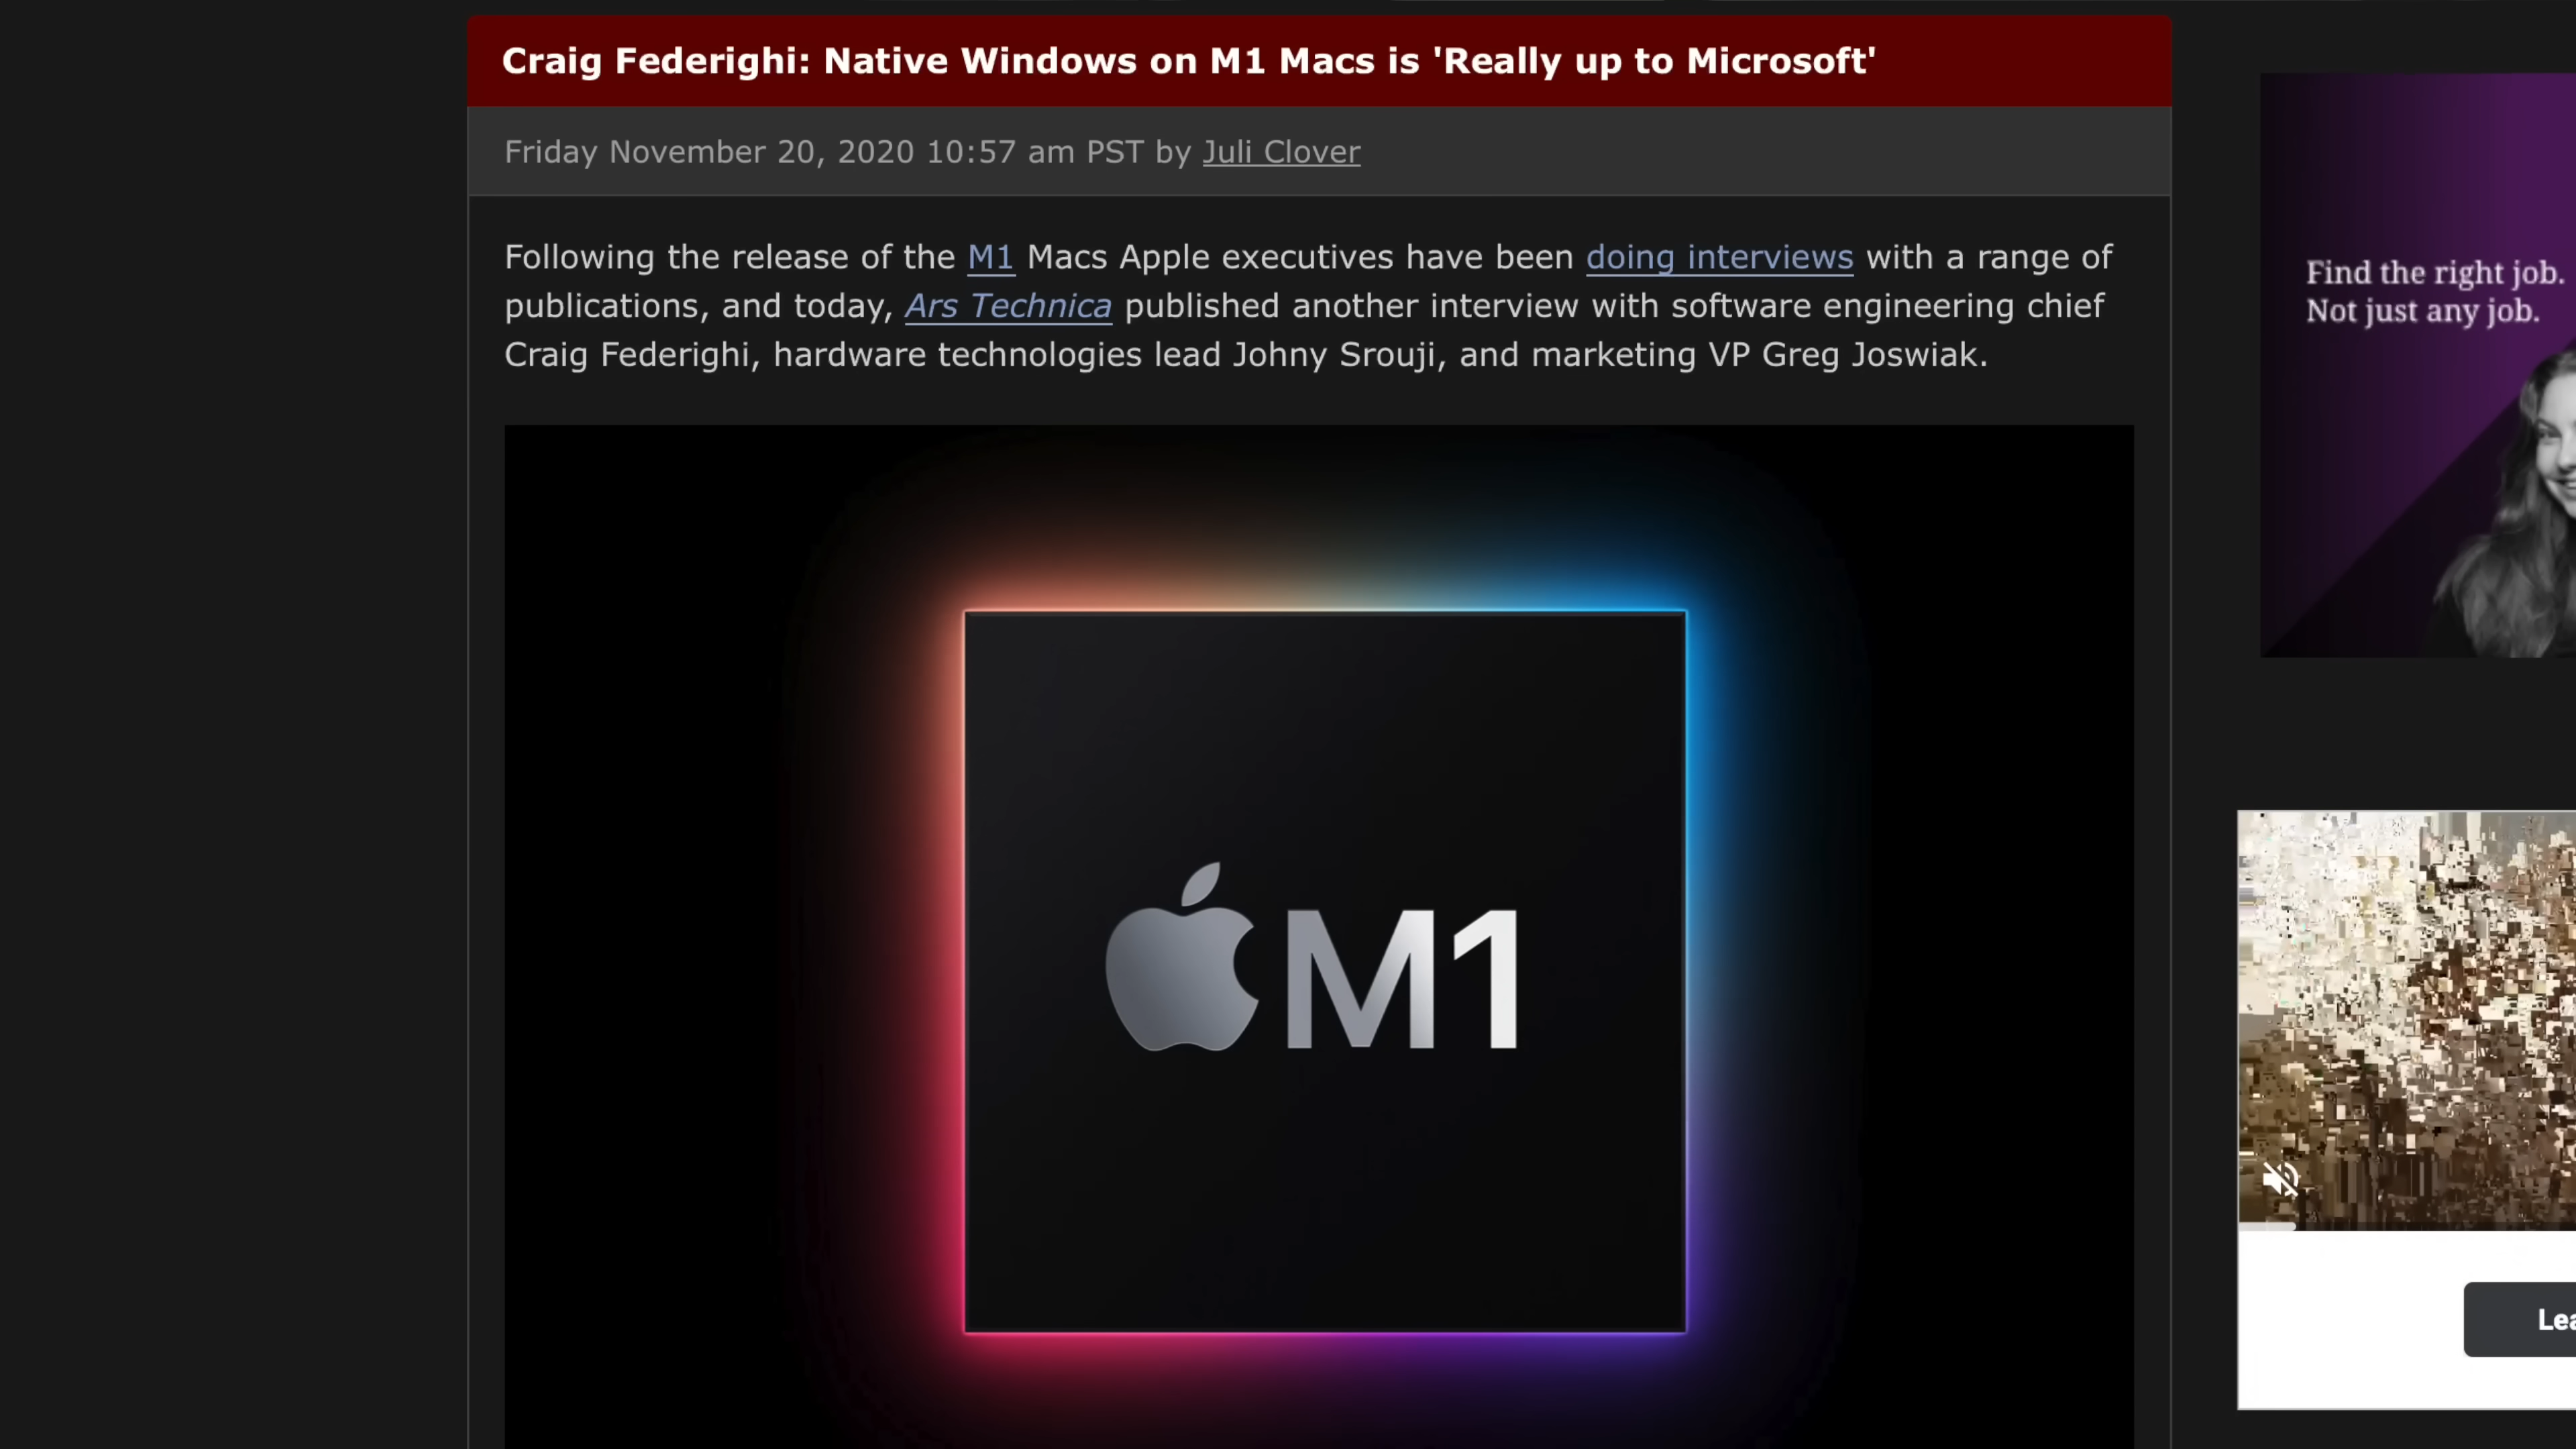 Craig Federighi: Native Windows on M1 Macs is 'Really up to Microsoft'
Friday November 20, 2020 10:57 am PST by Juli Clover
Following the release of the M1 Macs Apple executives have been doing interviews with a range of
publications, and today, Ars Technica published another interview with software engineering chief
Craig Federighi, hardware technologies lead Johny Srouji, and marketing VP Greg Joswiak.
M1
Find the right job.
Not just any job.